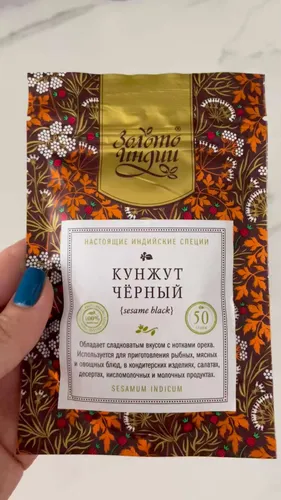 Золото
Индии
НАСТОЯЩИЕ ИНДИЙСКИЕ СПЕЦИИ
КУНЖУТ
ЧЁРНЫЙ
{sesame black}
100%
50
Обладает сладковатым вкусом с нотками ореха.
Используется для приготовления рыбных, мясных
и овощных блюд, в кондитерских изделиях, салатах,
десертах, кисломолочных и молочных продуктах.
SESAMUM INDICUM